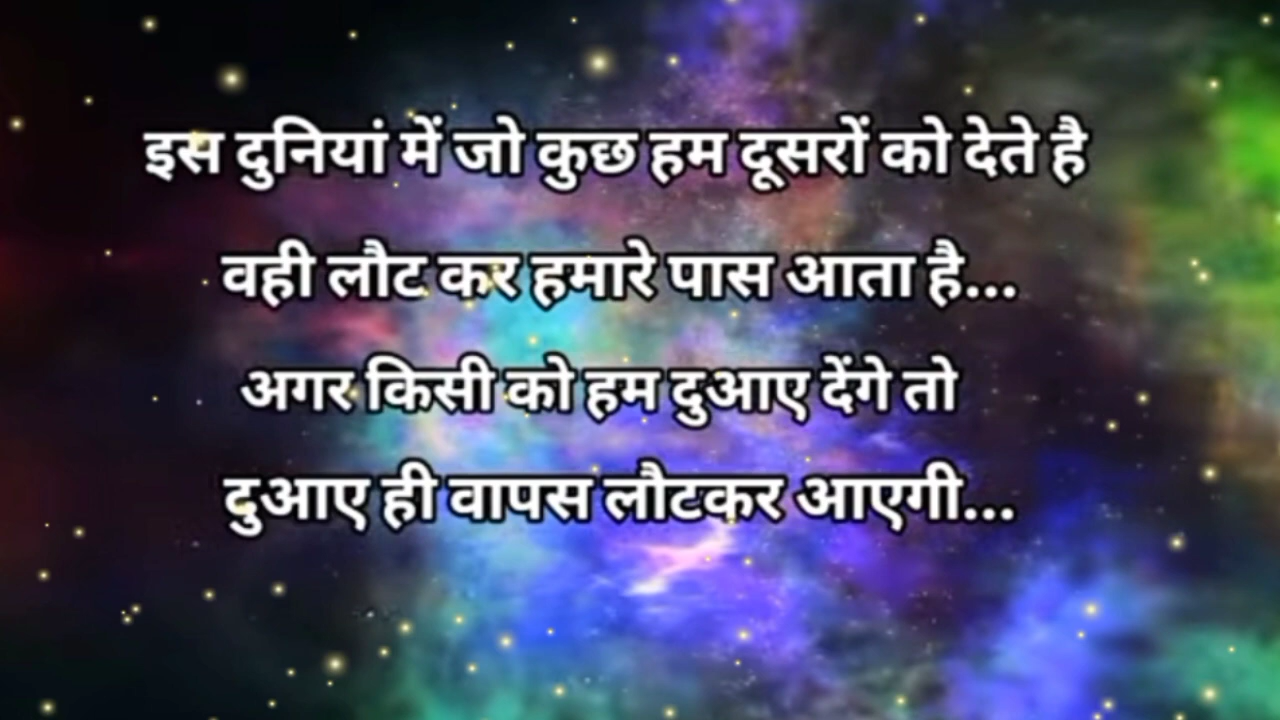 इस दुनियां में जो कुछ हम दूसरों को देते है
वही लौट कर हमारे पास आता है...
अगर किसी को हम दुआए देंगे तो
दुआए ही वापस लौटकर आएगी...